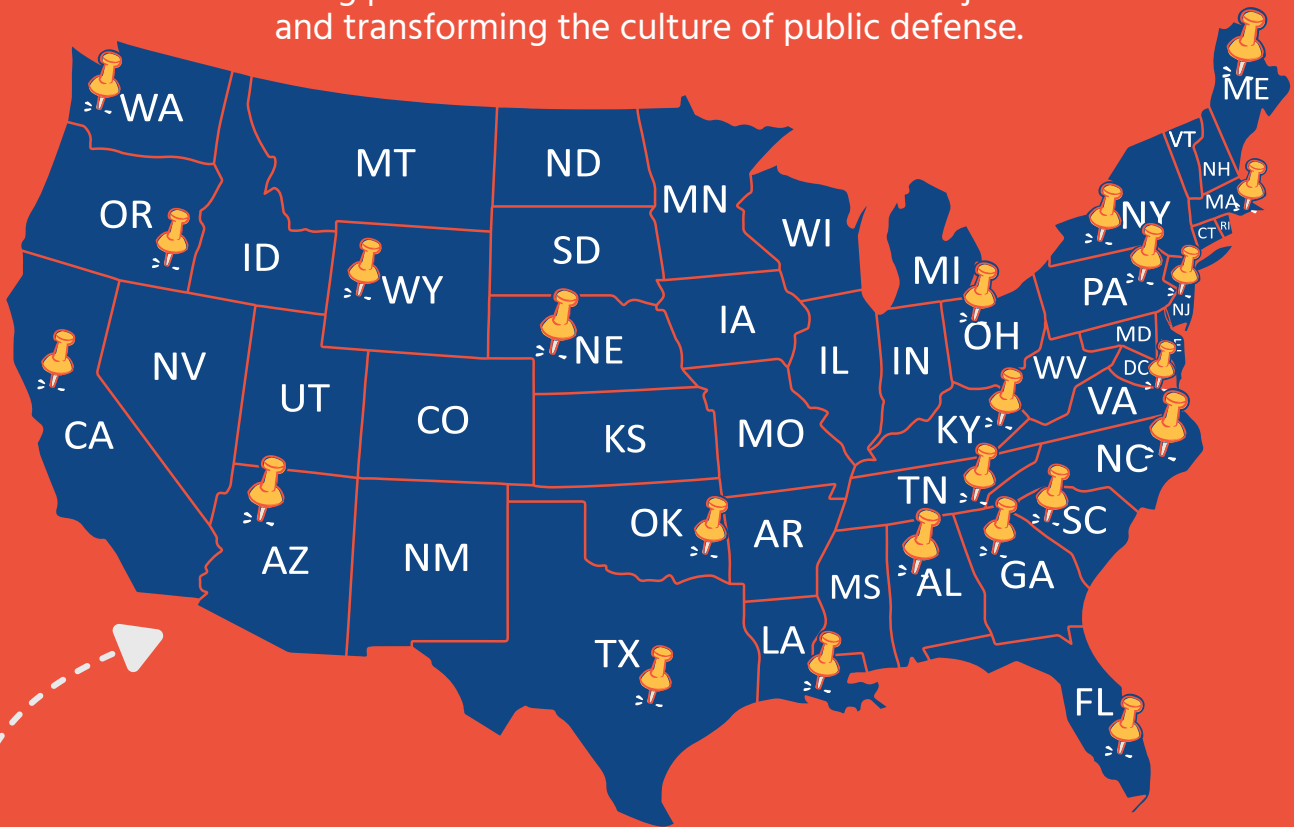 and transforming the culture of public defense.
ME
WA
VT
MT
ND
NH
MN
MA
OR
NY
RI
CT
WI
SD
ID
MI
WY
PA
NJ
IA
OH
MD
NE
NV
IL
IN
WV
DC
UT
VA
CO
KY
CA
KS
MO
NC
TN
OK
SC
AR
AZ
NM
MS
AL
GA
LA
TX
FL